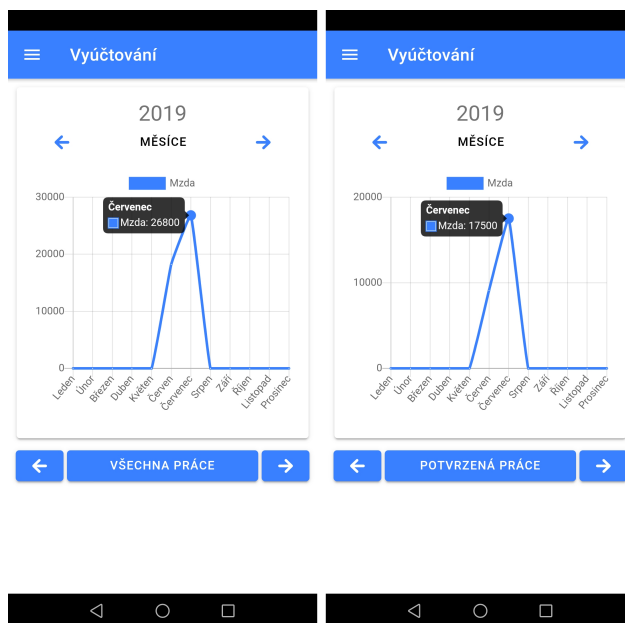 Vyúčtování
2019
MĚSÍCE
Mzda
30000
20000
10000
0
Červenec
Mzda: 26800
Leden
Únor
Březen
Duben
Květen
Červen
Červenec
Srpen
Září
Říjen
Listopad
Prosinec
VŠECHNA PRÁCE
Vyúčtování
2019
MĚSÍCE
Mzda
20000
10000
0
Červenec
Mzda: 17500
Leden
Únor
Březen
Duben
Květen
Červen
Červenec
Srpen
Září
Říjen
Listopad
Prosinec
POTVRZENÁ PRÁCE